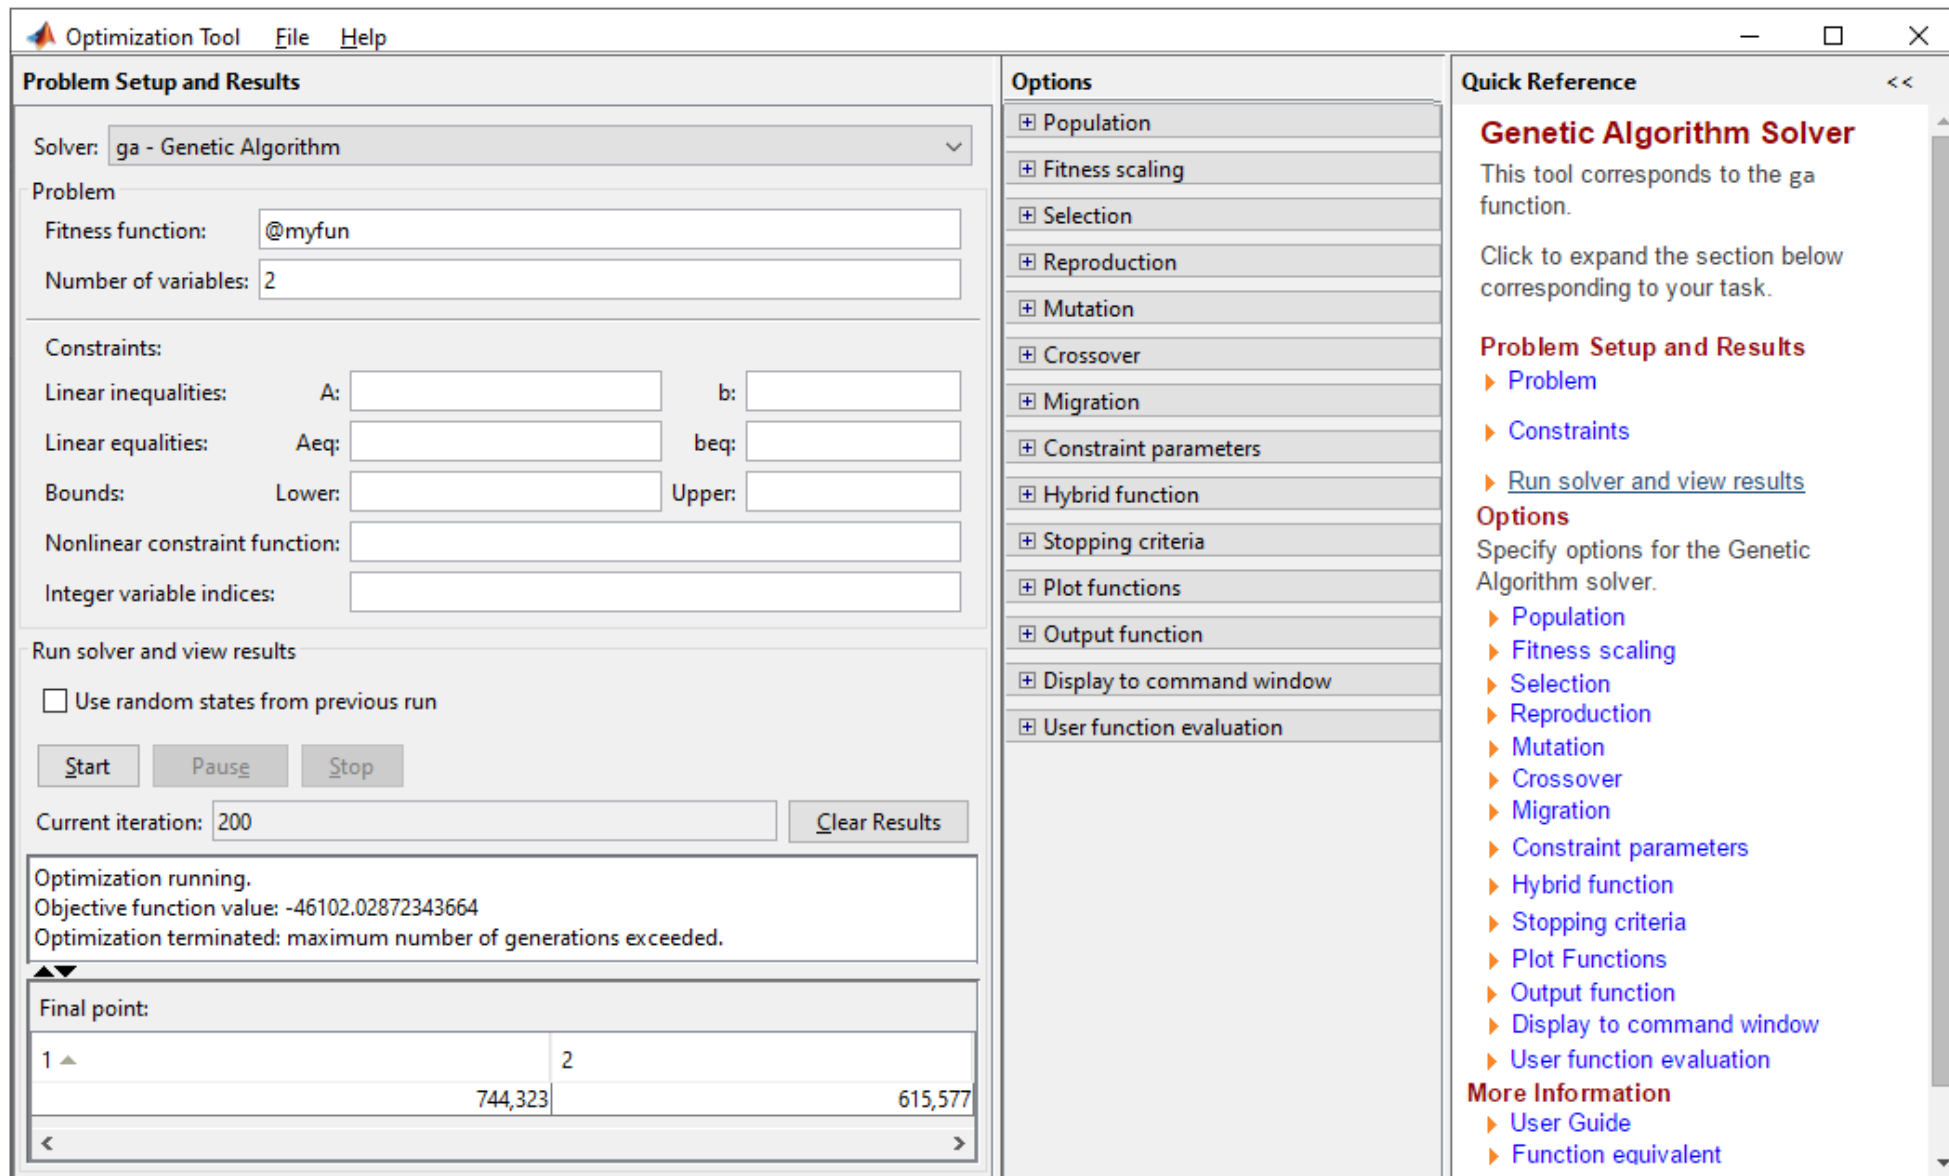 Optimization Tool File Help
Problem Setup and Results
Solver: ga - Genetic Algorithm
Problem
Fitness function: @myfun
Number of variables: 2
Constraints:
Linear inequalities: A: b:
Linear equalities: Aeq: beq:
Bounds: Lower: Upper:
Nonlinear constraint function:
Integer variable indices:
Run solver and view results
Use random states from previous run
Start Pause Stop
Current iteration: 200 Clear Results
Optimization running.
Objective function value: -46102.02872343664
Optimization terminated: maximum number of generations exceeded.
Final point:
1 2
744,323 615,577
Options
Population
Fitness scaling
Selection
Reproduction
Mutation
Crossover
Migration
Constraint parameters
Hybrid function
Stopping criteria
Plot functions
Output function
Display to command window
User function evaluation
Quick Reference <<
Genetic Algorithm Solver
This tool corresponds to the ga
function.
Click to expand the section below
corresponding to your task.
Problem Setup and Results
Problem
Constraints
Run solver and view results
Options
Specify options for the Genetic
Algorithm solver.
Population
Fitness scaling
Selection
Reproduction
Mutation
Crossover
Migration
Constraint parameters
Hybrid function
Stopping criteria
Plot Functions
Output function
Display to command window
User function evaluation
More Information
User Guide
Function equivalent